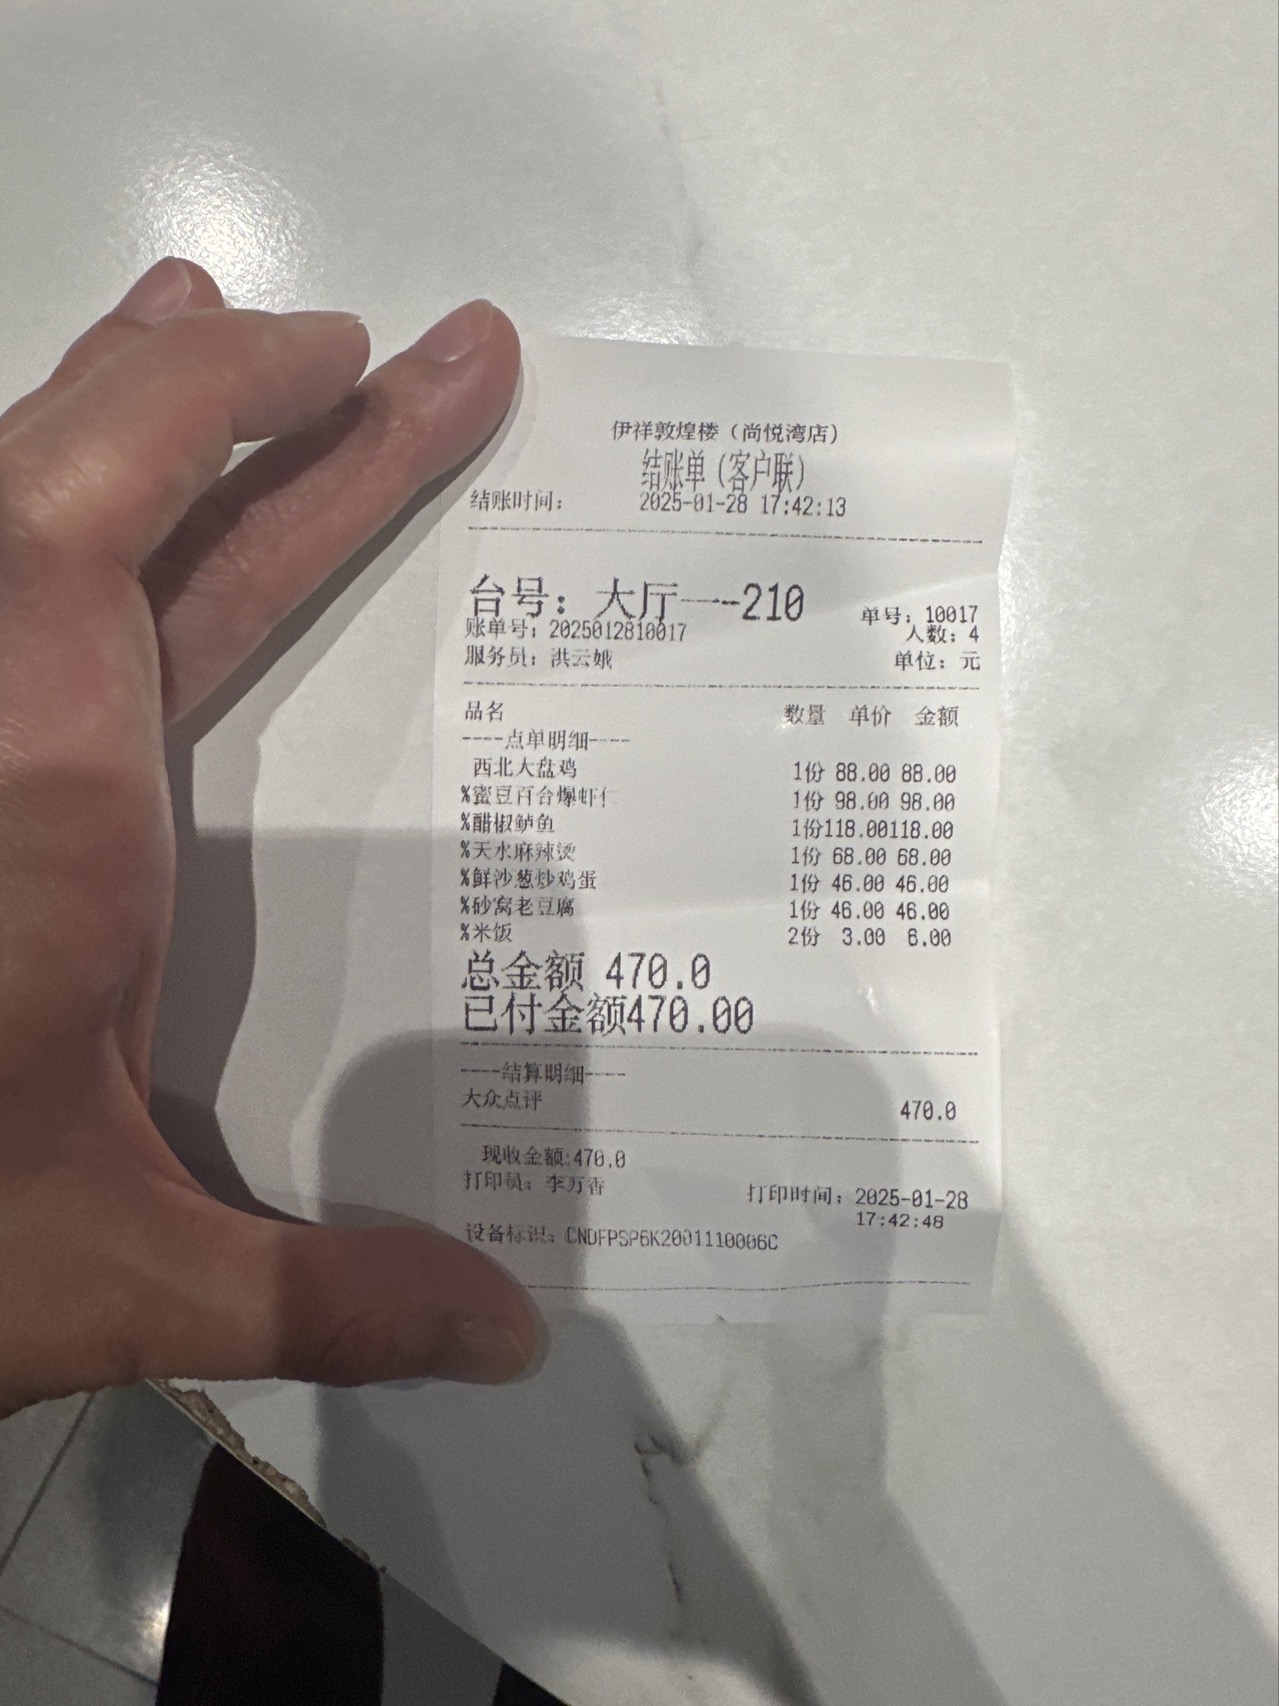 伊祥敦煌楼（尚悦湾店）
结账单（客户联）
结账时间： 2025-01-28 17:42:13
台号：大厅一-210 单号：10017
账单号：2025012810017 人数：4
服务员：洪云娥 单位：元
品名 数量 单价 金额
----点单明细----
西北大盘鸡 1份 88.00 88.00
%蜜豆百合爆虾仁 1份 98.00 98.00
%醋椒鲈鱼 1份118.00118.00
%天水麻辣烫 1份 68.00 68.00
%鲜沙葱炒鸡蛋 1份 46.00 46.00
%砂窝老豆腐 1份 46.00 46.00
%米饭 2份 3.00 6.00
总金额 470.0
已付金额470.00
----结算明细----
大众点评 470.0
现收金额:470.0
打印员：李万香 打印时间：2025-01-28
17:42:48
设备标识：CNDFPSP6K2001110006C